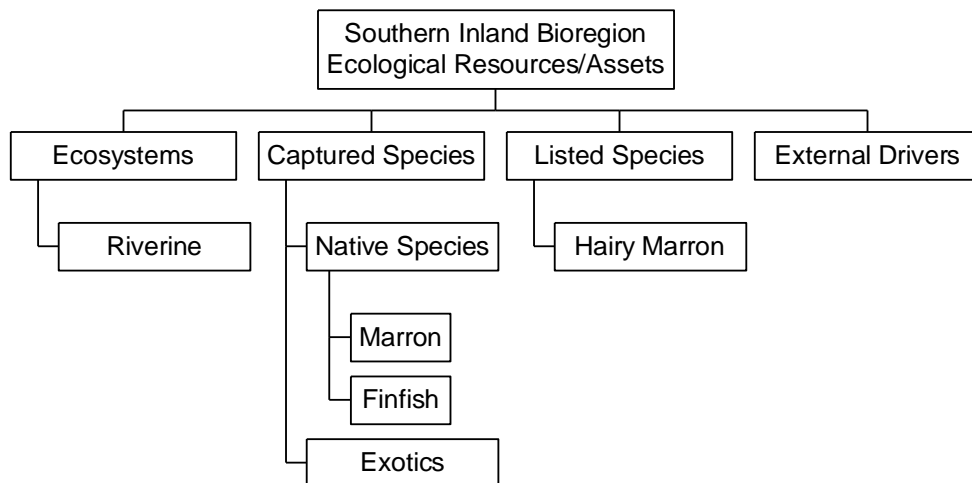 Southern Inland Bioregion
Ecological Resources/Assets
Ecosystems
Captured Species
Listed Species
External Drivers
Riverine
Native Species
Hairy Marron
Marron
Finfish
Exotics